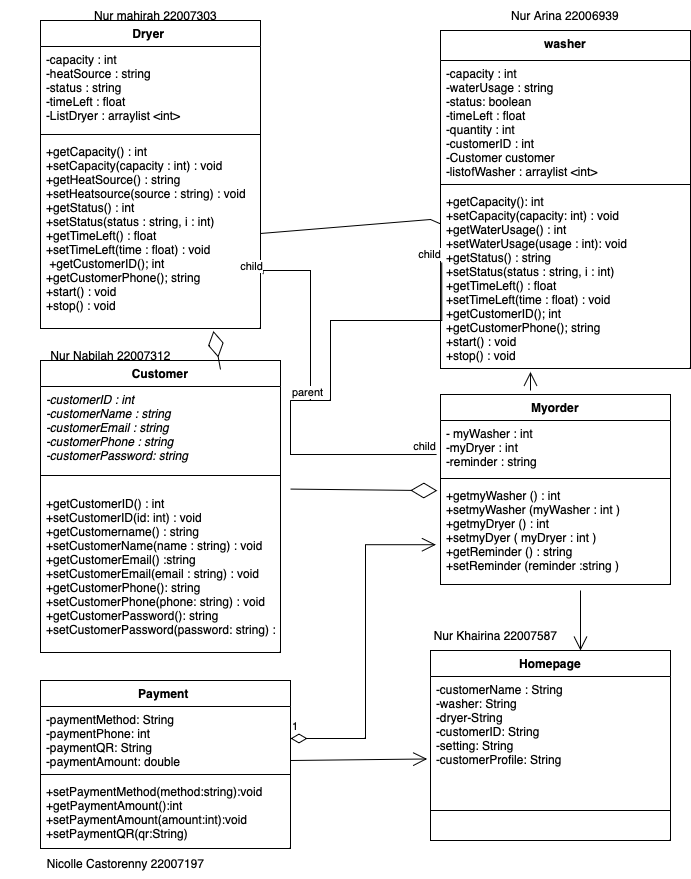 Nur mahirah 22007303
Dryer
-capacity : int
-heatSource : string
-status : string
-timeLeft : float
-ListDryer : arraylist <int>
+getCapacity() : int
+setCapacity(capacity : int) : void
+getHeatSource() : string
+setHeatsource(source : string) : void
+getStatus() : int
+setStatus(status : string, i : int)
+getTimeLeft() : float
+setTimeLeft(time : float) : void
+getCustomerID(); int
+getCustomerPhone(); string
+start() : void
+stop() : void
child
Nur Arina 22006939
washer
-capacity : int
-waterUsage : string
-status: boolean
-timeLeft : float
-quantity : int
-customerID : int
-Customer customer
-listofWasher : arraylist <int>
+getCapacity(): int
+setCapacity(capacity: int) : void
+getWaterUsage() : int
+setWaterUsage(usage : int): void
+getStatus() : string
+setStatus(status : string, i : int)
+getTimeLeft() : float
+setTimeLeft(time : float) : void
+getCustomerID(); int
+getCustomerPhone(); string
+start() : void
+stop() : void
child
Nur Nabilah 22007312
Customer
-customerID : int
-customerName : string
-customerEmail : string
-customerPhone : string
-customerPassword: string
+getCustomerID() : int
+setCustomerID(id: int) : void
+getCustomername() : string
+setCustomerName(name : string) : void
+getCustomerEmail() :string
+setCustomerEmail(email : string) : void
+getCustomerPhone(): string
+setCustomerPhone(phone: string) : void
+getCustomerPassword(): string
+setCustomerPassword(password: string) :
parent
child
Myorder
- myWasher : int
-myDryer : int
-reminder : string
+getmyWasher () : int
+setmyWasher (myWasher : int )
+getmyDryer () : int
+setmyDyer ( myDryer : int )
+getReminder () : string
+setReminder (reminder :string )
Nur Khairina 22007587
Homepage
-customerName : String
-washer: String
-dryer-String
-customerID: String
-setting: String
-customerProfile: String
Payment
-paymentMethod: String
-paymentPhone: int
-paymentQR: String
-paymentAmount: double
+setPaymentMethod(method:string):void
+getPaymentAmount():int
+setPaymentAmount(amount:int):void
+setPaymentQR(qr:String)
1
Nicolle Castorenny 22007197